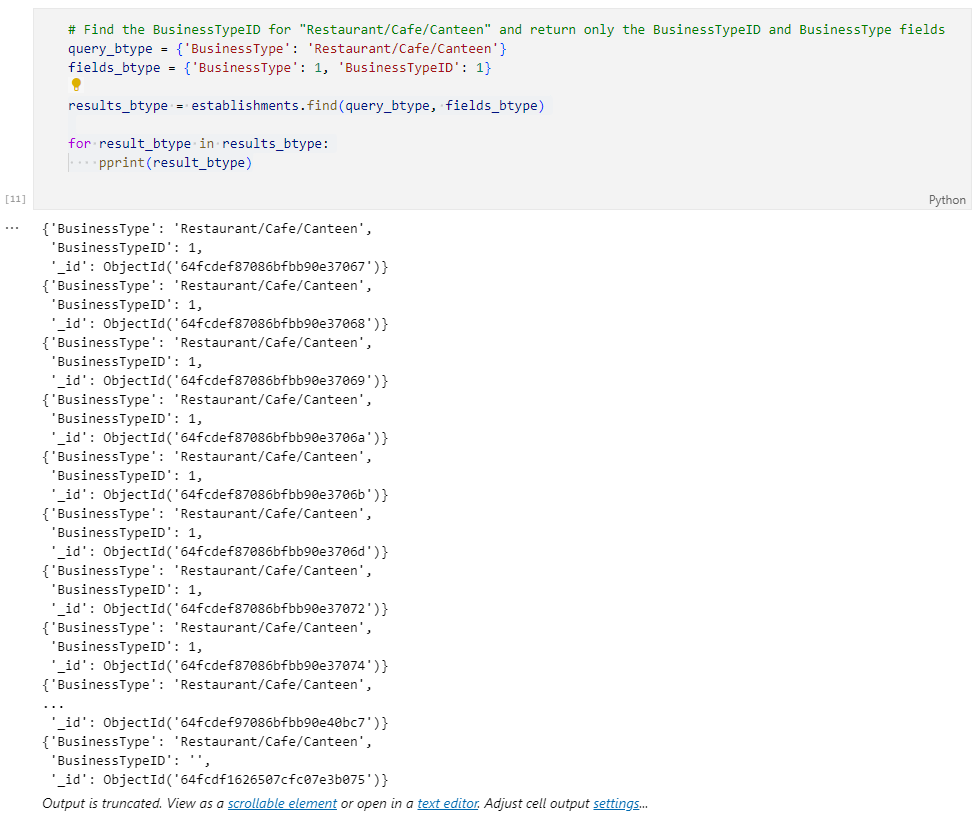 # Find the BusinessTypeID for "Restaurant/Cafe/Canteen" and return only the BusinessTypeID and BusinessType fields
query_btype = {'BusinessType': 'Restaurant/Cafe/Canteen'}
fields_btype = {'BusinessType': 1, 'BusinessTypeID': 1}
results_btype = establishments.find(query_btype, fields_btype)
for result_btype in results_btype:
    pprint(result_btype)
[11]
Python
...
{'BusinessType': 'Restaurant/Cafe/Canteen',
 'BusinessTypeID': 1,
 '_id': ObjectId('64fcdef87086bfbb90e37067')}
{'BusinessType': 'Restaurant/Cafe/Canteen',
 'BusinessTypeID': 1,
 '_id': ObjectId('64fcdef87086bfbb90e37068')}
{'BusinessType': 'Restaurant/Cafe/Canteen',
 'BusinessTypeID': 1,
 '_id': ObjectId('64fcdef87086bfbb90e37069')}
{'BusinessType': 'Restaurant/Cafe/Canteen',
 'BusinessTypeID': 1,
 '_id': ObjectId('64fcdef87086bfbb90e3706a')}
{'BusinessType': 'Restaurant/Cafe/Canteen',
 'BusinessTypeID': 1,
 '_id': ObjectId('64fcdef87086bfbb90e3706b')}
{'BusinessType': 'Restaurant/Cafe/Canteen',
 'BusinessTypeID': 1,
 '_id': ObjectId('64fcdef87086bfbb90e3706d')}
{'BusinessType': 'Restaurant/Cafe/Canteen',
 'BusinessTypeID': 1,
 '_id': ObjectId('64fcdef87086bfbb90e37072')}
{'BusinessType': 'Restaurant/Cafe/Canteen',
 'BusinessTypeID': 1,
 '_id': ObjectId('64fcdef87086bfbb90e37074')}
{'BusinessType': 'Restaurant/Cafe/Canteen',
...
 '_id': ObjectId('64fcdef97086bfbb90e40bc7')}
{'BusinessType': 'Restaurant/Cafe/Canteen',
 'BusinessTypeID': '',
 '_id': ObjectId('64fcdf1626507cfc07e3b075')}
Output is truncated. View as a scrollable element or open in a text editor. Adjust cell output settings...